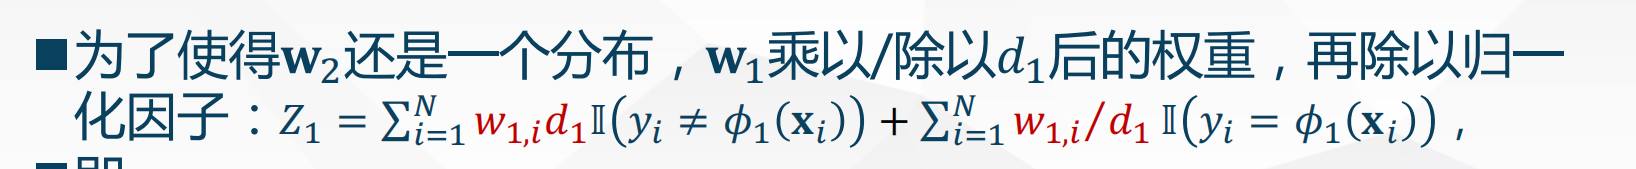 ■为了使得𝐰₂还是一个分布，𝐰₁乘以/除以𝑑₁后的权重，再除以归一
化因子：𝑍₁ = ∑ᵢ₌₁ᴺ 𝑤₁,ᵢ𝑑₁𝕀(𝑦ᵢ ≠ 𝜙₁(𝐱ᵢ)) + ∑ᵢ₌₁ᴺ 𝑤₁,ᵢ/𝑑₁ 𝕀(𝑦ᵢ = 𝜙₁(𝐱ᵢ))，